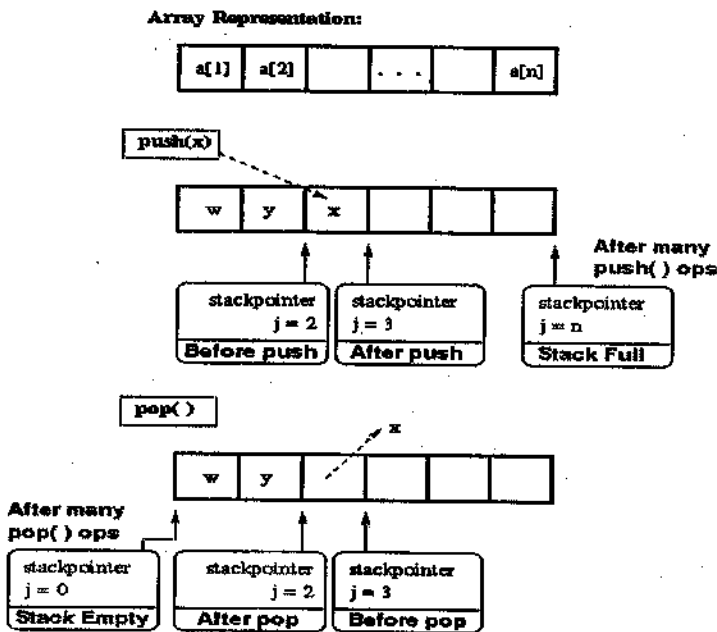 Array Representation:
a[1] a[2] . . . a[n]
push(x)
w y x
After many
push( ) ops
stackpointer
j = 2
Before push
stackpointer
j = 3
After push
stackpointer
j = n
Stack Full
pop( )
x
w y
After many
pop( ) ops
stackpointer
j = 0
Stack Empty
stackpointer
j = 2
After pop
stackpointer
j = 3
Before pop